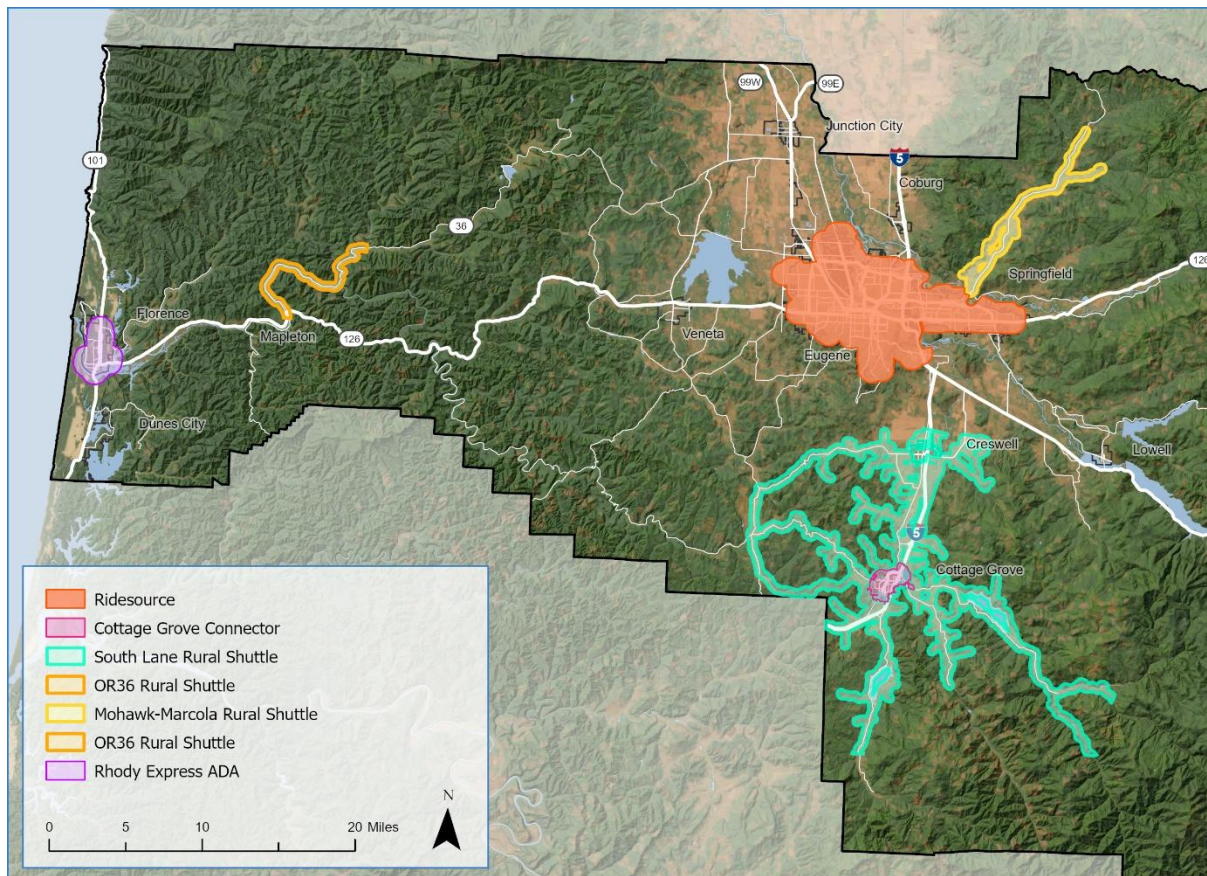 99W
99E
Junction City
101
5
Coburg
36
126
Springfield
Florence
Mapleton
126
Veneta
Eugene
Dunes City
Creswell
Lowell
5
Cottage Grove
Ridesource
Cottage Grove Connector
South Lane Rural Shuttle
OR36 Rural Shuttle
Mohawk-Marcola Rural Shuttle
OR36 Rural Shuttle
Rhody Express ADA
N
0 5 10 20 Miles